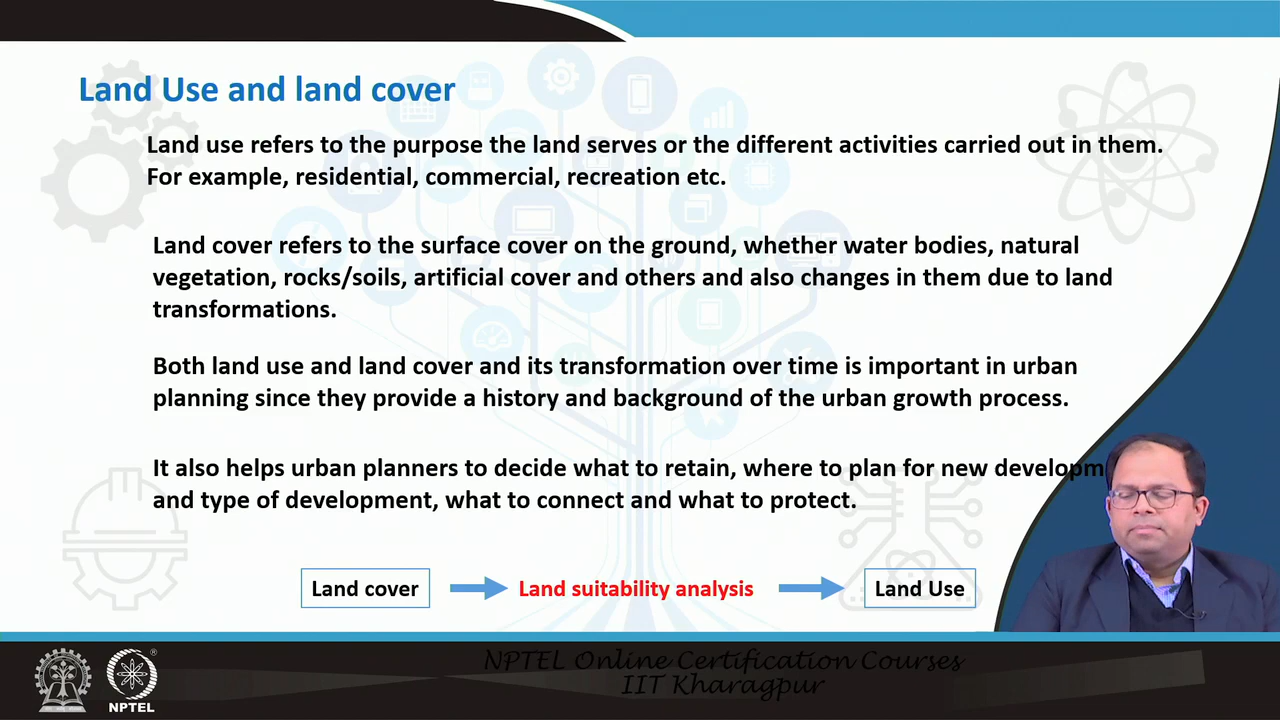 Land Use and land cover
Land use refers to the purpose the land serves or the different activities carried out in them.
For example, residential, commercial, recreation etc.
Land cover refers to the surface cover on the ground, whether water bodies, natural
vegetation, rocks/soils, artificial cover and others and also changes in them due to land
transformations.
Both land use and land cover and its transformation over time is important in urban
planning since they provide a history and background of the urban growth process.
It also helps urban planners to decide what to retain, where to plan for new developm
and type of development, what to connect and what to protect.
Land cover
Land suitability analysis
Land Use
NPTEL Online Certification Courses
IIT Kharagpur
NPTEL